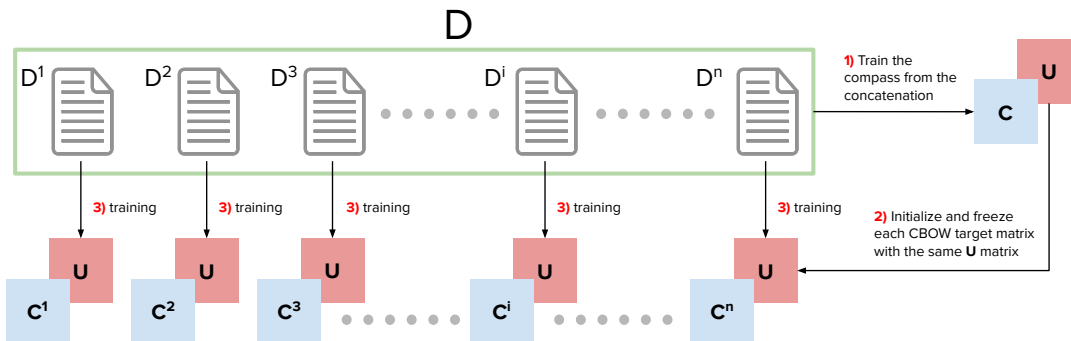 D
D¹ D² D³ Dⁱ Dⁿ
1) Train the
compass from the
concatenation
U
C
3) training 3) training 3) training 3) training 3) training
2) Initialize and freeze
each CBOW target matrix
with the same U matrix
U U U U U
C¹ C² C³ Cⁱ Cⁿ